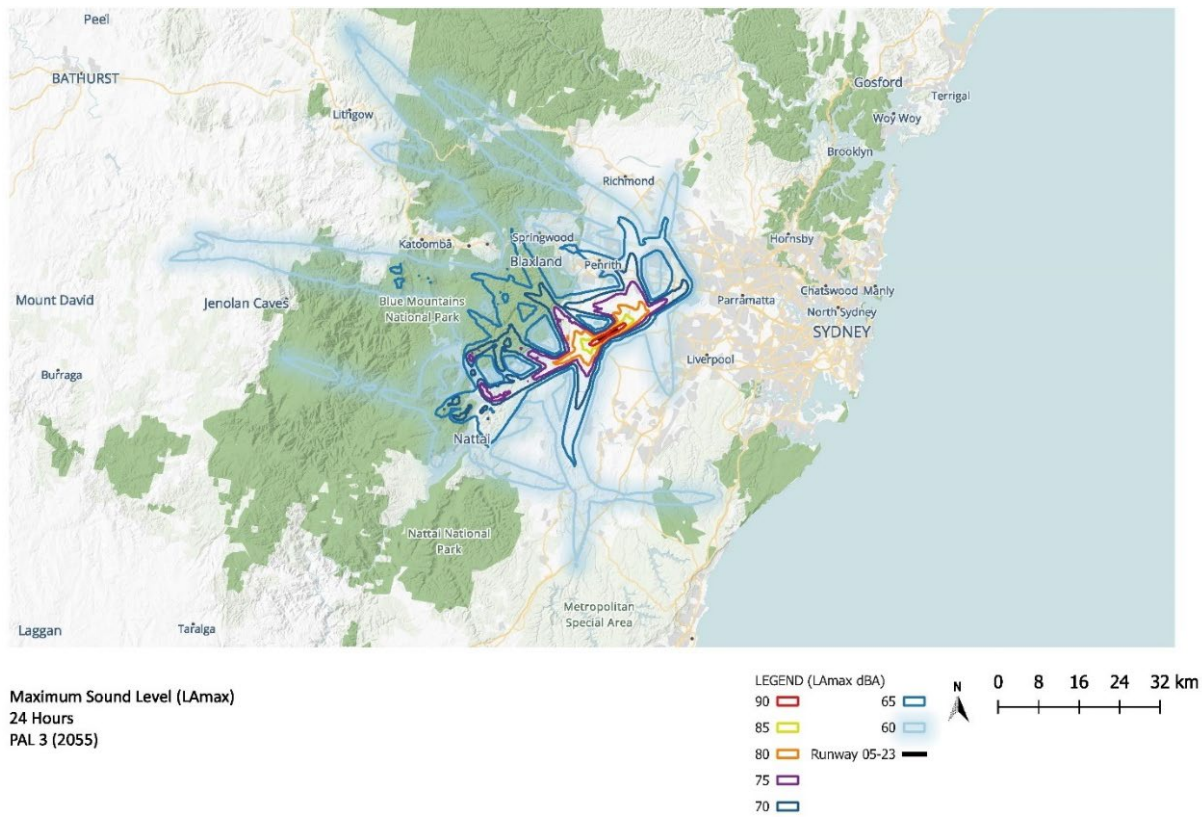 Peel
BATHURST
Lithgow
Gosford
Terrigal
Woy Woy
Brooklyn
Richmond
Katoomba
Springwood
Blaxland
Penrith
Hornsby
Mount David
Jenolan Caves
Blue Mountains
National Park
Parramatta
Chatswood
Manly
North Sydney
SYDNEY
Liverpool
Burraga
Nattai
Nattai National
Park
Metropolitan
Special Area
Laggan
Taralga
Maximum Sound Level (LAmax)
24 Hours
PAL 3 (2055)
LEGEND (LAmax dBA)
90
65
85
60
80
Runway 05-23
75
70
N
0 8 16 24 32 km